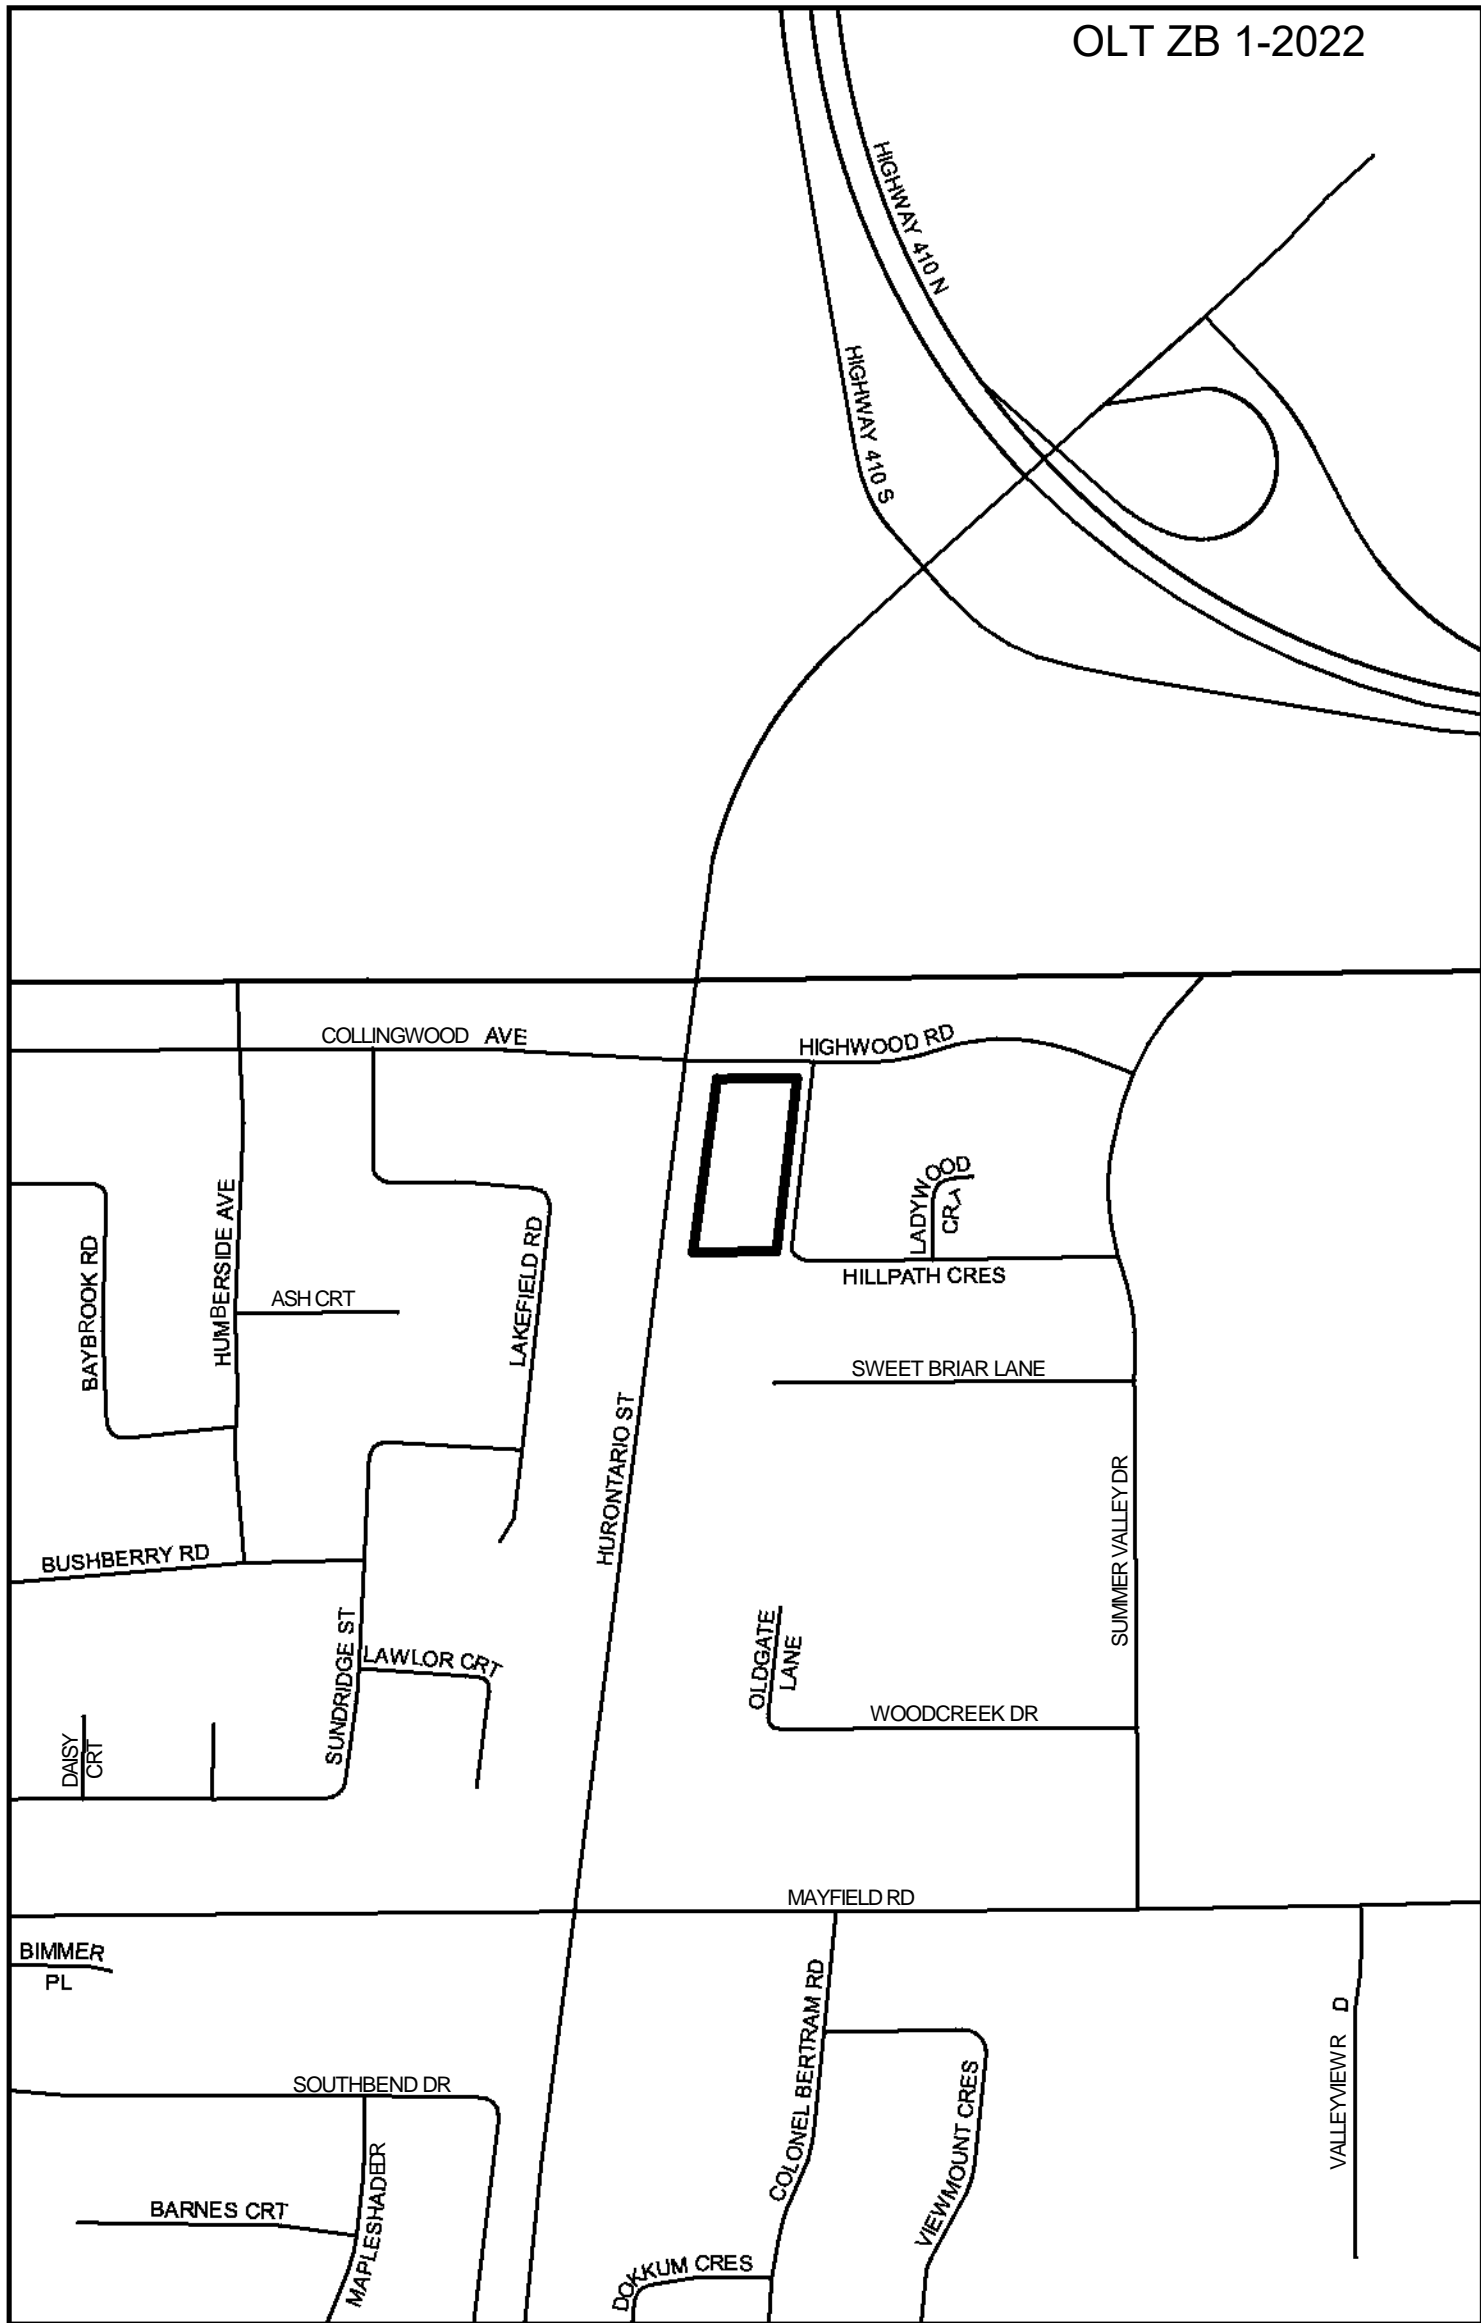 OLT ZB 1-2022
HIGHWAY 410 N
HIGHWAY 410 S
COLLINGWOOD AVE
HIGHWOOD RD
LADYWOOD
CRT
HILLPATH CRES
HUMBERSIDE AVE
BAYBROOK RD
ASH CRT
LAKEFIELD RD
SWEET BRIAR LANE
HURONTARIO ST
SUMMER VALLEY DR
BUSHBERRY RD
SUNDRIDGE ST
LAWLOR CRT
OLDGATE
LANE
WOODCREEK DR
DAISY
CRT
MAYFIELD RD
BIMMER
PL
COLONEL BERTRAM RD
VIEWMOUNT CRES
VALLEYVIEW R D
SOUTHBEND DR
MAPLESHADE DR
BARNES CRT
DOKKUM CRES